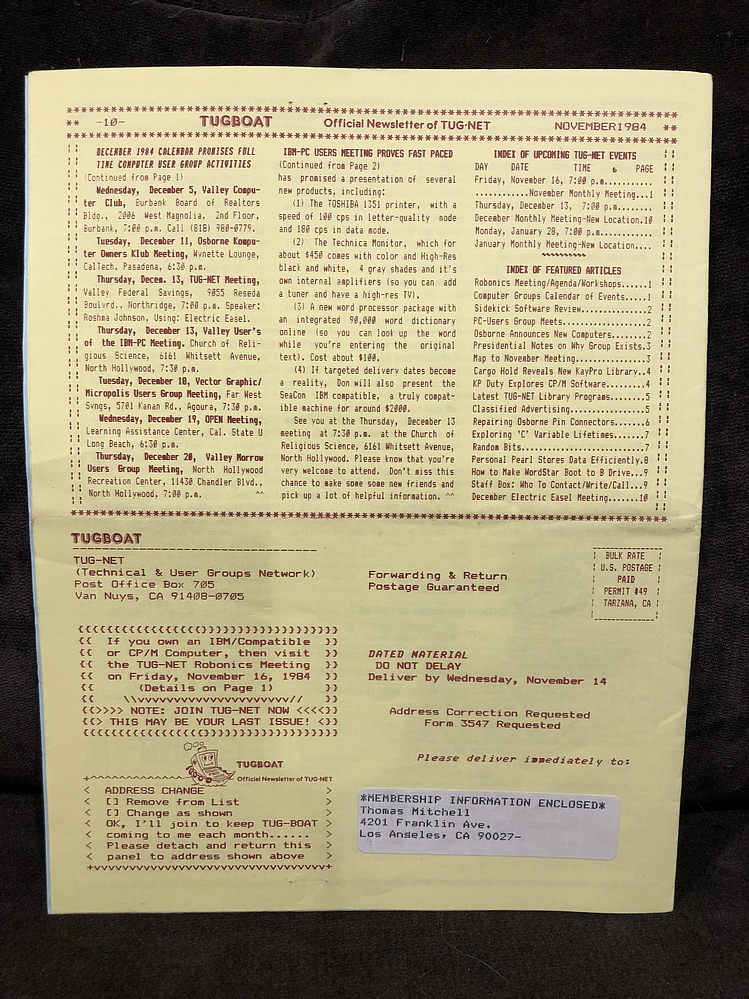 -10- TUGBOAT Official Newsletter of TUG-NET NOVEMBER1984
DECEMBER 1984 CALENDAR PROMISES FULL
TIME COMPUTER USER GROUP ACTIVITIES
(Continued from Page 1)
Wednesday, December 5, Valley Compu-
ter Club, Burbank Board of Realtors
Bldg., 2006 West Magnolia, 2nd Floor,
Burbank, 7:00 p.m. Call (818) 980-0779.
Tuesday, December 11, Osborne Kompu-
ter Owners Klub Meeting, Wynette Lounge,
CalTech, Pasadena, 6:30 p.m.
Thursday, Decem. 13, TUG-NET Meeting,
Valley Federal Savings, 9055 Reseda
Boulvrd., Northridge, 7:00 p.m. Speaker:
Roshma Johnson, Using: Electric Easel.
Thursday, December 13, Valley User's
of the IBM-PC Meeting. Church of Reli-
gious Science, 6161 Whitsett Avenue,
North Hollywood, 7:30 p.m.
Tuesday, December 18, Vector Graphic/
Micropolis Users Group Meeting, Far West
Svngs, 5701 Kanan Rd., Agoura, 7:30 p.m.
Wednesday, December 19, OPEN Meeting,
Learning Assistance Center, Cal. State U
Long Beach, 6:30 p.m.
Thursday, December 20, Valley Morrow
Users Group Meeting, North Hollywood
Recreation Center, 11430 Chandler Blvd.,
North Hollywood, 7:00 p.m. ^^
IBM-PC USERS MEETING PROVES FAST PACED
(Continued from Page 2)
has promised a presentation of several
new products, including:
(1) The TOSHIBA 1351 printer, with a
speed of 100 cps in letter-quality mode
and 180 cps in data mode.
(2) The Technica Monitor, which for
about $450 comes with color and High-Res
black and white, 4 gray shades and it's
own internal amplifiers (so you can add
a tuner and have a high-res TV).
(3) A new word processor package with
an integrated 90,000 word dictionary
online (so you can look up the word
while you're entering the original
text). Cost about $100.
(4) If targeted delivery dates become
a reality, Don will also present the
SeaCon IBM compatible, a truly compat-
ible machine for around $2000.
See you at the Thursday, December 13
meeting at 7:30 p.m. at the Church of
Religious Science, 6161 Whitsett Avenue,
North Hollywood. Please know that you're
very welcome to attend. Don't miss this
chance to make some some new friends and
pick up a lot of helpful information. ^^
INDEX OF UPCOMING TUG-NET EVENTS
DAY DATE TIME & PAGE
Friday, November 16, 7:00 p.m...........
...........November Monthly Meeting...1
Thursday, December 13, 7:00 p.m.........
December Monthly Meeting-New Location.10
Monday, January 28, 7:00 p.m............
January Monthly Meeting-New Location....
INDEX OF FEATURED ARTICLES
Robonics Meeting/Agenda/Workshops......1
Computer Groups Calendar of Events.....1
Sidekick Software Review...............2
PC-Users Group Meets...................2
Osborne Announces New Computers........2
Presidential Notes on Why Group Exists.3
Map to November Meeting................3
Cargo Hold Reveals New KayPro Library..4
KP Duty Explores CP/M Software.........4
Latest TUG-NET Library Programs........5
Classified Advertising.................5
Repairing Osborne Pin Connectors.......6
Exploring 'C' Variable Lifetimes.......7
Random Bits............................7
Personal Pearl Stores Data Efficiently.8
How to Make WordStar Boot to B Drive...9
Staff Box: Who To Contact/Write/Call...9
December Electric Easel Meeting.......10
TUGBOAT
TUG-NET
(Technical & User Groups Network)
Post Office Box 705
Van Nuys, CA 91408-0705
Forwarding & Return
Postage Guaranteed
BULK RATE
U.S. POSTAGE
PAID
PERMIT #49
TARZANA, CA
If you own an IBM/Compatible
or CP/M Computer, then visit
the TUG-NET Robonics Meeting
on Friday, November 16, 1984
(Details on Page 1)
NOTE: JOIN TUG-NET NOW
THIS MAY BE YOUR LAST ISSUE!
DATED MATERIAL
DO NOT DELAY
Deliver by Wednesday, November 14
Address Correction Requested
Form 3547 Requested
Please deliver immediately to:
TUGBOAT
Official Newsletter of TUG-NET
ADDRESS CHANGE
[] Remove from List
[] Change as shown
OK, I'll join to keep TUG-BOAT
coming to me each month......
Please detach and return this
panel to address shown above
*MEMBERSHIP INFORMATION ENCLOSED*
Thomas Mitchell
4201 Franklin Ave.
Los Angeles, CA 90027-